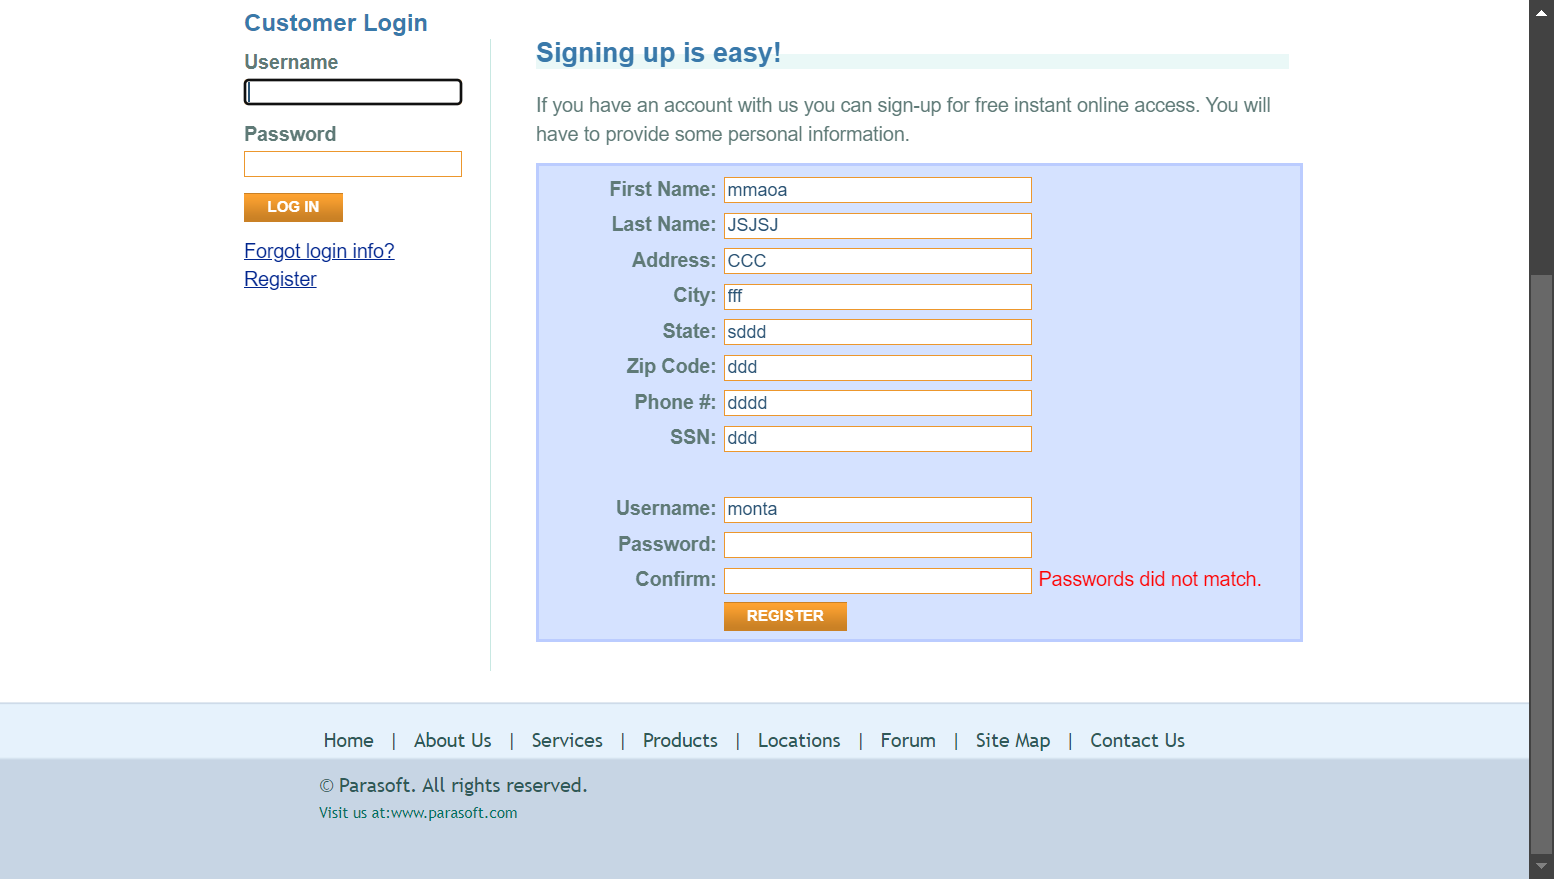 Customer Login
Username
Password
LOG IN
Forgot login info?
Register
Signing up is easy!
If you have an account with us you can sign-up for free instant online access. You will
have to provide some personal information.
First Name: mmaoa
Last Name: JSJSJ
Address: CCC
City: fff
State: sddd
Zip Code: ddd
Phone #: dddd
SSN: ddd
Username: monta
Password:
Confirm: Passwords did not match.
REGISTER
Home | About Us | Services | Products | Locations | Forum | Site Map | Contact Us
© Parasoft. All rights reserved.
Visit us at:www.parasoft.com